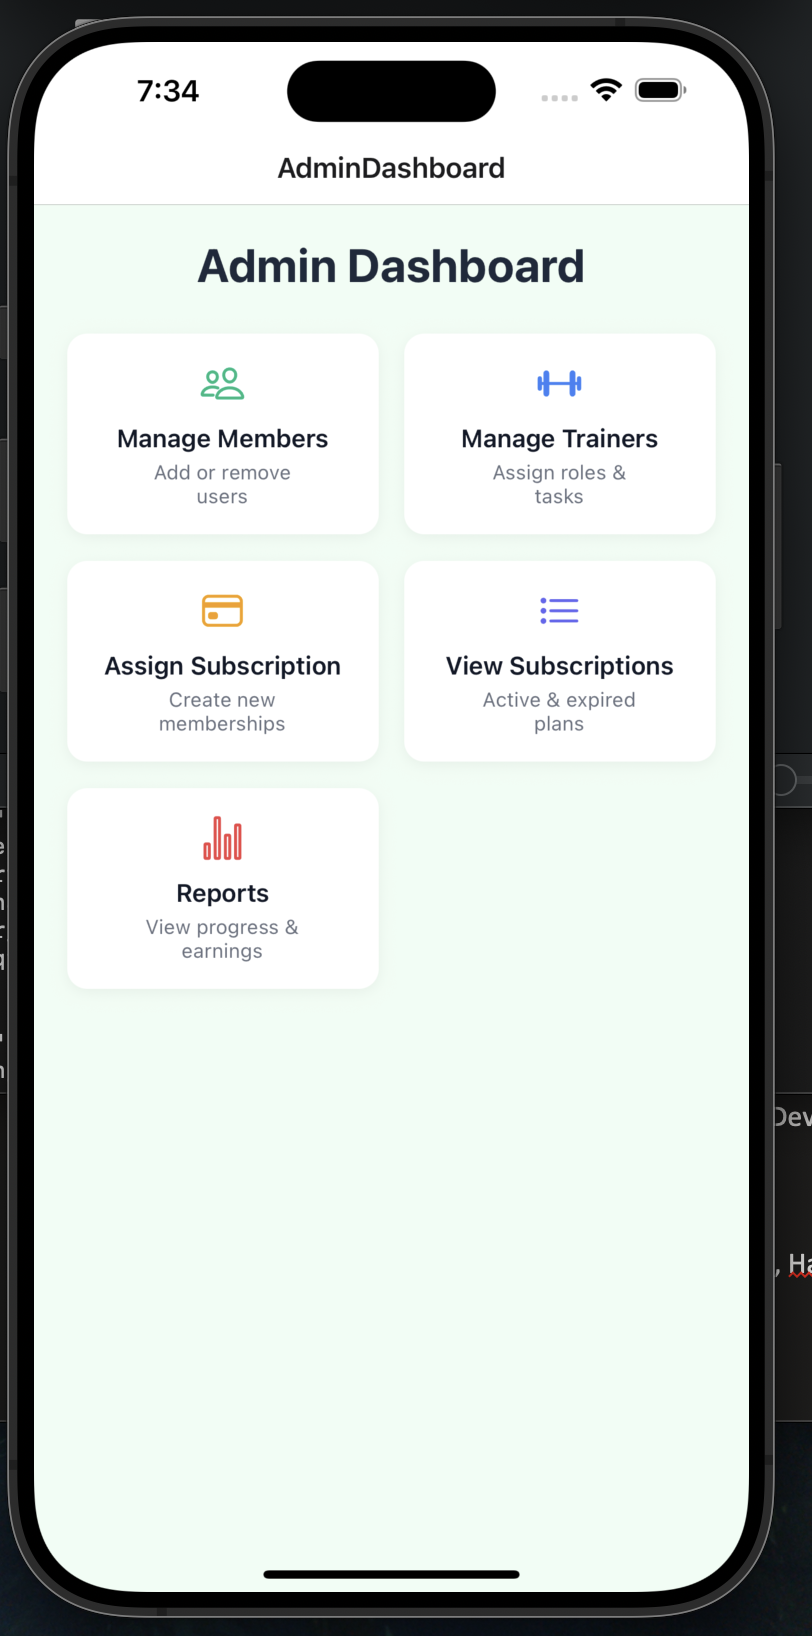 7:34
AdminDashboard
Admin Dashboard
Manage Members
Add or remove
users
Manage Trainers
Assign roles &
tasks
Assign Subscription
Create new
memberships
View Subscriptions
Active & expired
plans
Reports
View progress &
earnings
Dev
, Ha